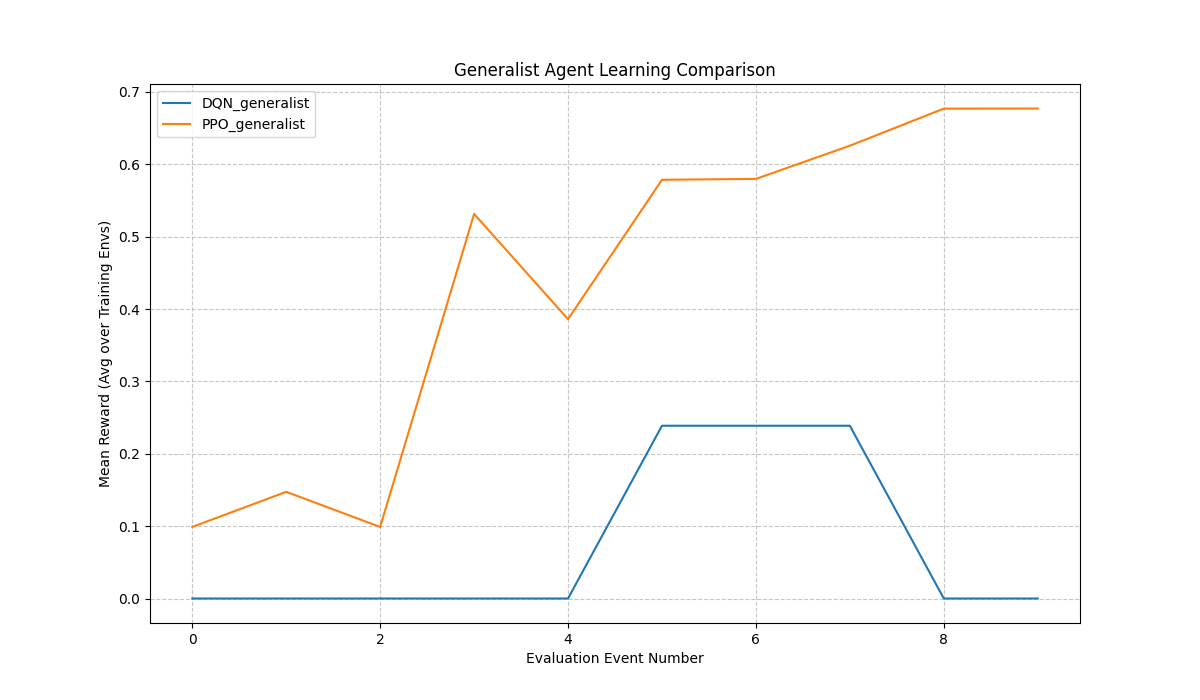 Generalist Agent Learning Comparison
DQN_generalist
PPO_generalist
Mean Reward (Avg over Training Envs)
0.7
0.6
0.5
0.4
0.3
0.2
0.1
0.0
0 2 4 6 8
Evaluation Event Number